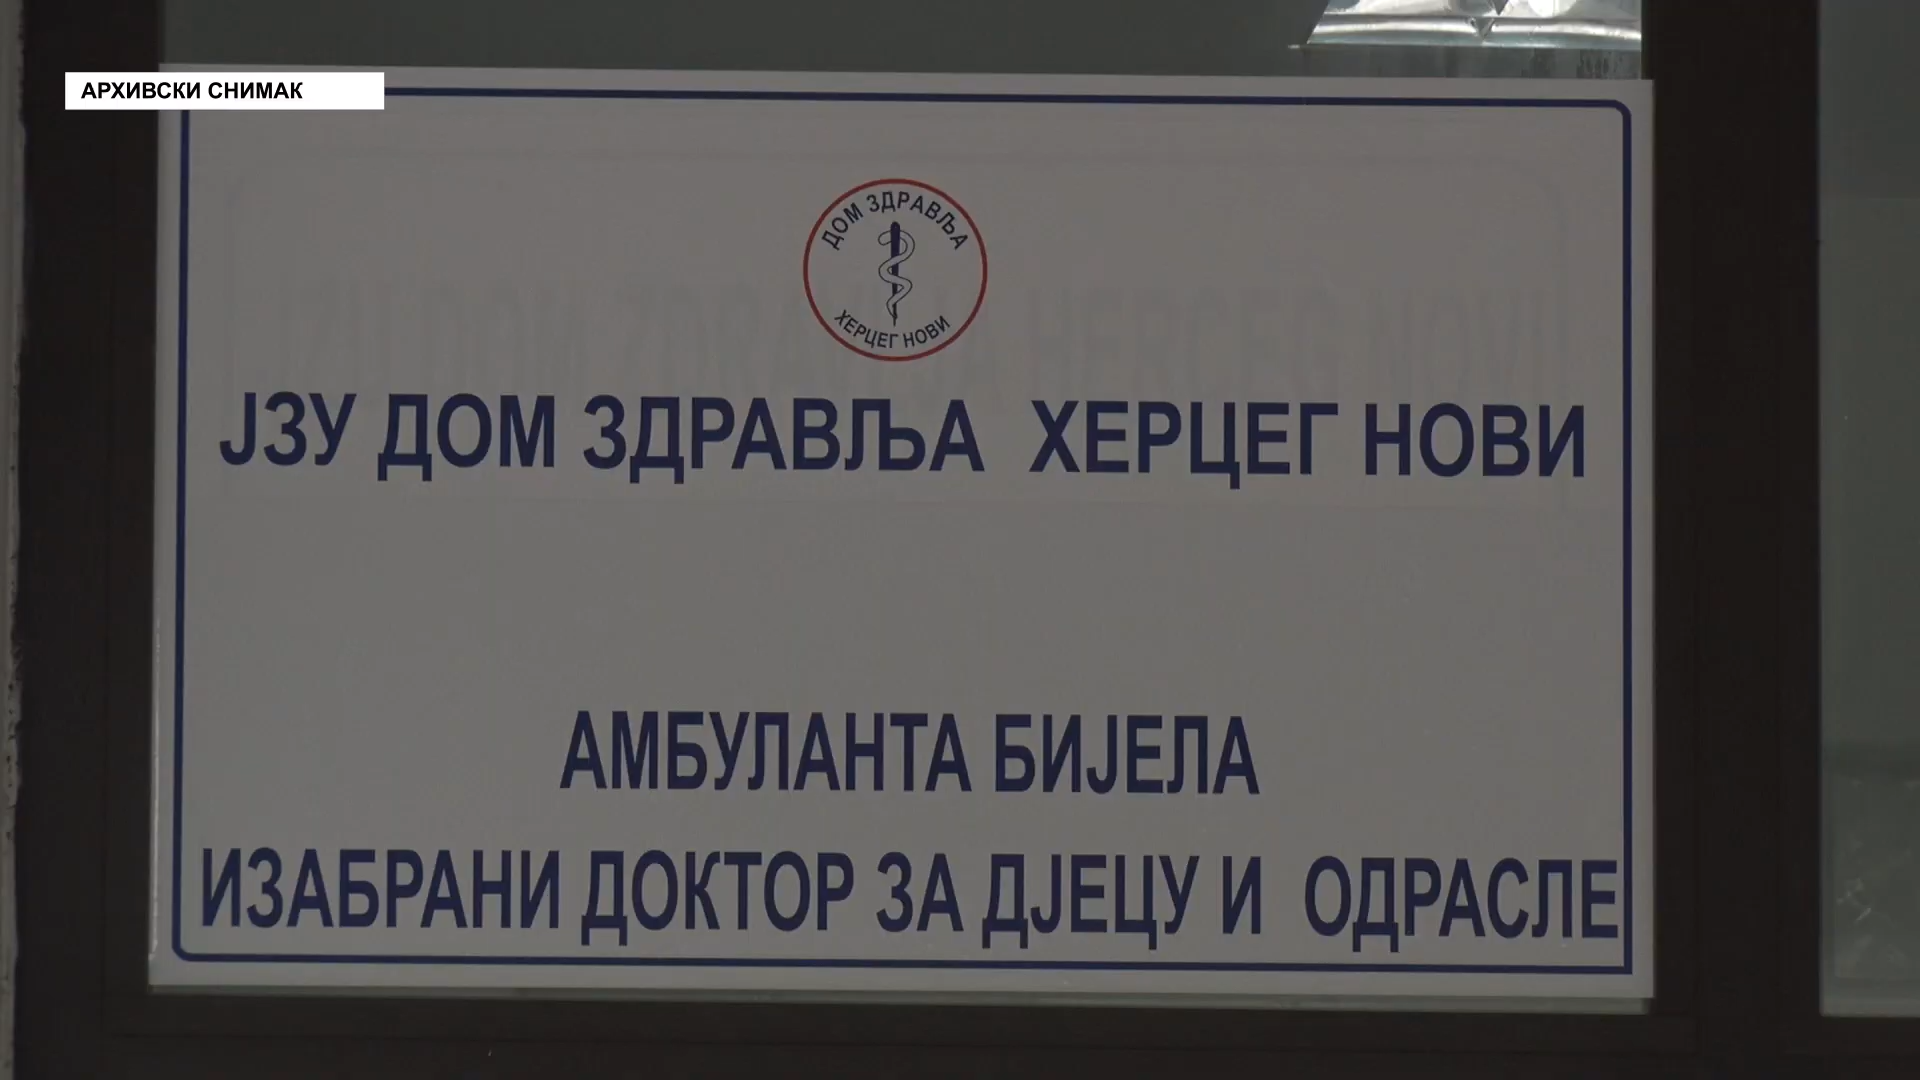 АРХИВСКИ СНИМАК
ДОМ ЗДРАВЉА
ХЕРЦЕГ НОВИ
ЈЗУ ДОМ ЗДРАВЉА ХЕРЦЕГ НОВИ
АМБУЛАНТА БИЈЕЛА
ИЗАБРАНИ ДОКТОР ЗА ДЈЕЦУ И ОДРАСЛЕ